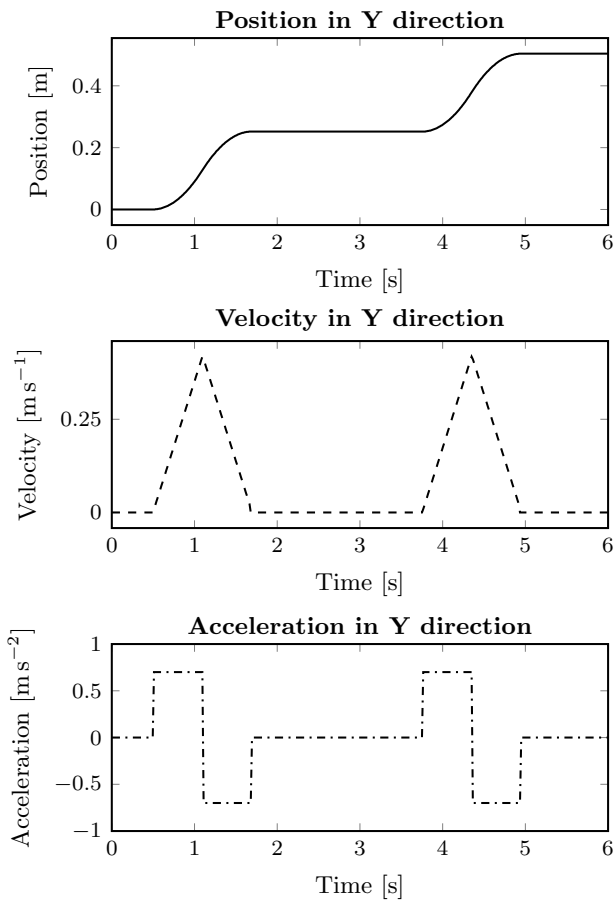 Position in Y direction
Position [m]
0.4
0.2
0
0 1 2 3 4 5 6
Time [s]
Velocity in Y direction
Velocity [m s⁻¹]
0.25
0
0 1 2 3 4 5 6
Time [s]
Acceleration in Y direction
Acceleration [m s⁻²]
1
0.5
0
−0.5
−1
0 1 2 3 4 5 6
Time [s]